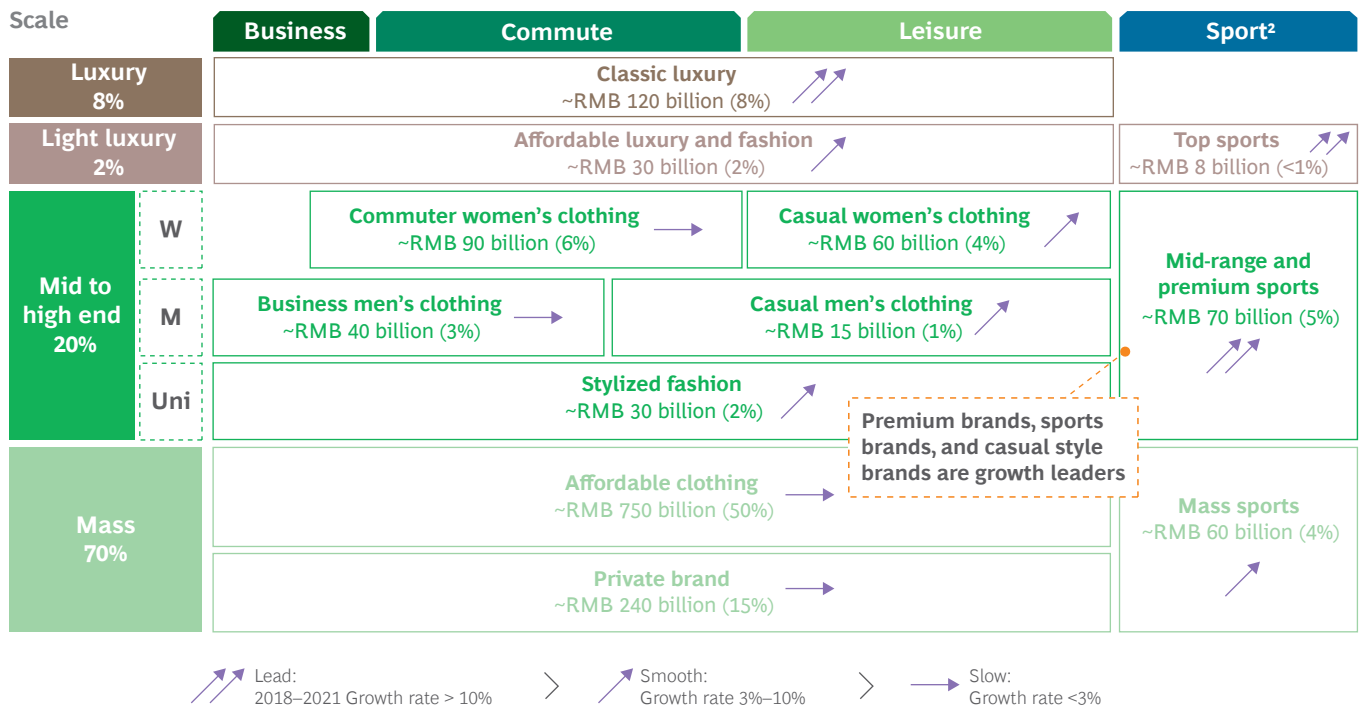 Scale
Business
Commute
Leisure
Sport²
Luxury
8%
Classic luxury
~RMB 120 billion (8%)
Light luxury
2%
Affordable luxury and fashion
~RMB 30 billion (2%)
Top sports
~RMB 8 billion (<1%)
Mid to
high end
20%
W
Commuter women’s clothing
~RMB 90 billion (6%)
Casual women’s clothing
~RMB 60 billion (4%)
M
Business men’s clothing
~RMB 40 billion (3%)
Casual men’s clothing
~RMB 15 billion (1%)
Uni
Stylized fashion
~RMB 30 billion (2%)
Mid-range and
premium sports
~RMB 70 billion (5%)
Premium brands, sports
brands, and casual style
brands are growth leaders
Mass
70%
Affordable clothing
~RMB 750 billion (50%)
Private brand
~RMB 240 billion (15%)
Mass sports
~RMB 60 billion (4%)
Lead:
2018–2021 Growth rate > 10%
>
Smooth:
Growth rate 3%–10%
>
Slow:
Growth rate <3%